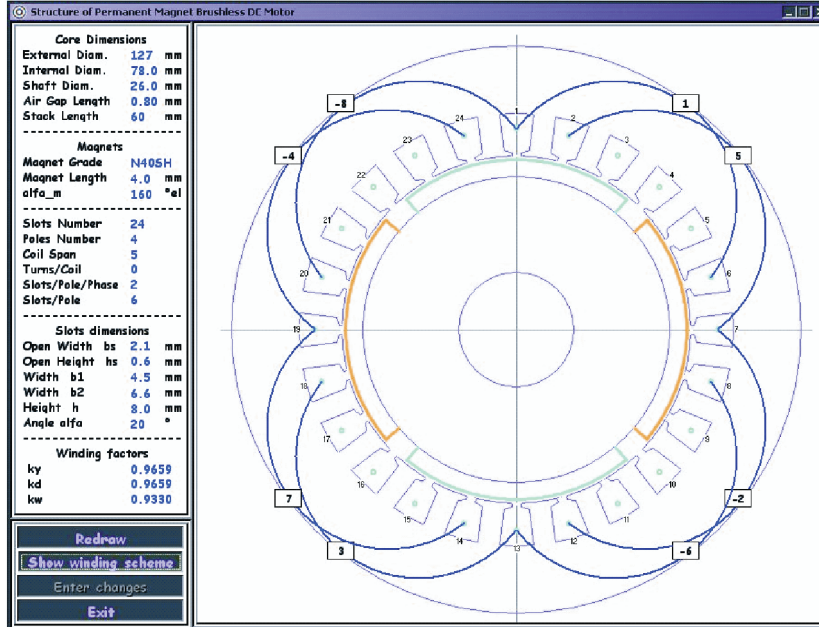 Structure of Permanent Magnet Brushless DC Motor
Core Dimensions
External Diam. 127 mm
Internal Diam. 78.0 mm
Shaft Diam. 26.0 mm
Air Gap Length 0.80 mm
Stack Length 60 mm
Magnets
Magnet Grade N40SH
Magnet Length 4.0 mm
alfa_m 160 °el
Slots Number 24
Poles Number 4
Coil Span 5
Turns/Coil 0
Slots/Pole/Phase 2
Slots/Pole 6
Slots dimensions
Open Width bs 2.1 mm
Open Height hs 0.6 mm
Width b1 4.5 mm
Width b2 6.6 mm
Height h 8.0 mm
Angle alfa 20 °
Winding factors
ky 0.9659
kd 0.9659
kw 0.9330
Redraw
Show winding scheme
Enter changes
Exit
-8
1
-4
5
7
-2
3
-6
1
2
3
4
5
6
7
8
9
10
11
12
13
14
15
16
17
18
19
20
21
22
23
24